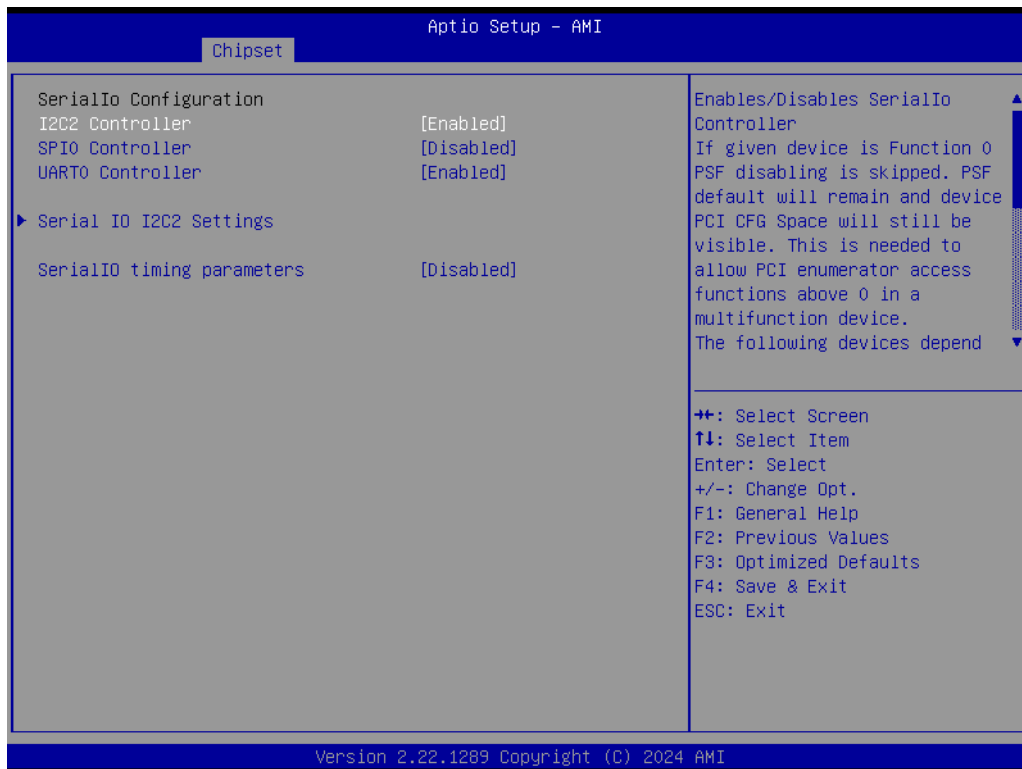 Aptio Setup – AMI
Chipset
SerialIo Configuration
I2C2 Controller [Enabled]
SPI0 Controller [Disabled]
UART0 Controller [Enabled]
Serial IO I2C2 Settings
SerialIO timing parameters [Disabled]
Enables/Disables SerialIo
Controller
If given device is Function 0
PSF disabling is skipped. PSF
default will remain and device
PCI CFG Space will still be
visible. This is needed to
allow PCI enumerator access
functions above 0 in a
multifunction device.
The following devices depend
→←: Select Screen
↑↓: Select Item
Enter: Select
+/-: Change Opt.
F1: General Help
F2: Previous Values
F3: Optimized Defaults
F4: Save & Exit
ESC: Exit
Version 2.22.1289 Copyright (C) 2024 AMI